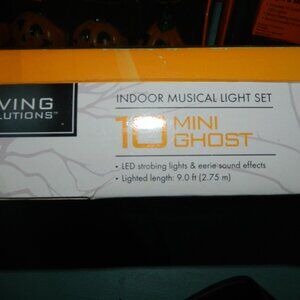 VING
LUTIONS™
INDOOR MUSICAL LIGHT SET
10 MINI
GHOST
• LED strobing lights & eerie sound effects
• Lighted length: 9.0 ft (2.75 m)